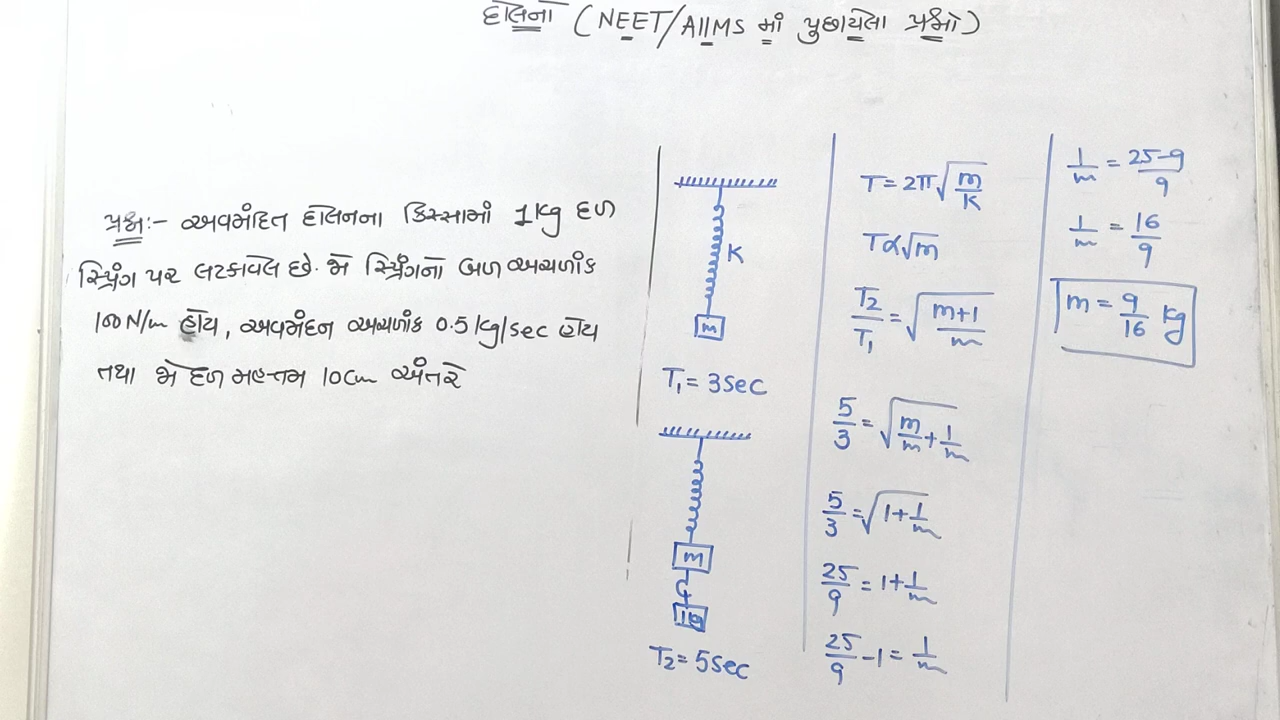 દોલનો (NEET/AIIMS માં પુછાયેલા પ્રશ્નો)
પ્રશ્નઃ- અવમંદિત દોલનના કિસ્સામાં 1Kg દળ
સ્પ્રિંગ પર લટકાવેલ છે. જો સ્પ્રિંગનો બળ અચળાંક
100 N/m હોય, અવમંદન અચળાંક 0.5 kg/sec હોય
તથા જો દળ મહત્તમ 10cm અંતરે
K
m
T₁ = 3sec
m
1kg
T₂ = 5sec
T = 2π√(m/K)
T α √m
T₂/T₁ = √((m+1)/m)
5/3 = √(m/m + 1/m)
5/3 = √(1 + 1/m)
25/9 = 1 + 1/m
25/9 - 1 = 1/m
1/m = (25-9)/9
1/m = 16/9
m = 9/16 kg